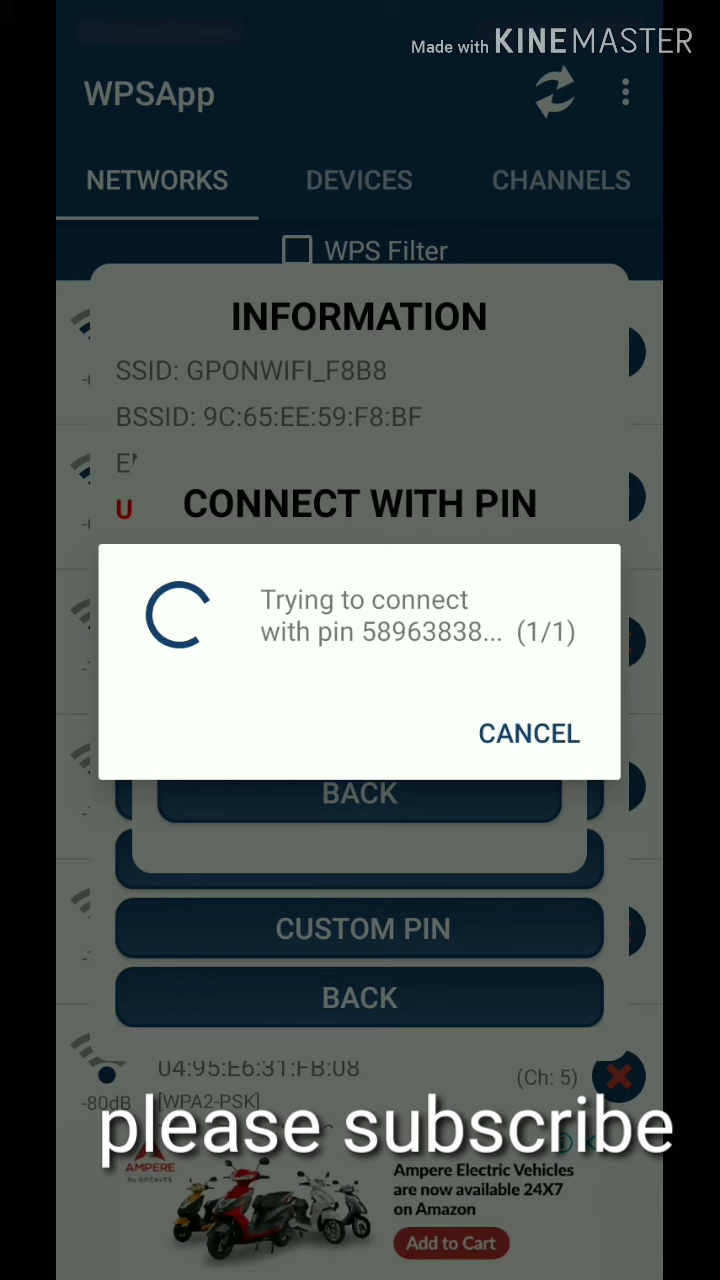 Made with KINEMASTER
WPSApp
NETWORKS DEVICES CHANNELS
WPS Filter
INFORMATION
SSID: GPONWIFI_F8B8
BSSID: 9C:65:EE:59:F8:BF
U
CONNECT WITH PIN
Trying to connect
with pin 58963838... (1/1)
CANCEL
BACK
CUSTOM PIN
BACK
04:95:E6:31:FB:08
(Ch: 5)
-80dB [WPA2-PSK]
please subscribe
AMPERE
BY GREAVES
Ampere Electric Vehicles
are now available 24X7
on Amazon
Add to Cart